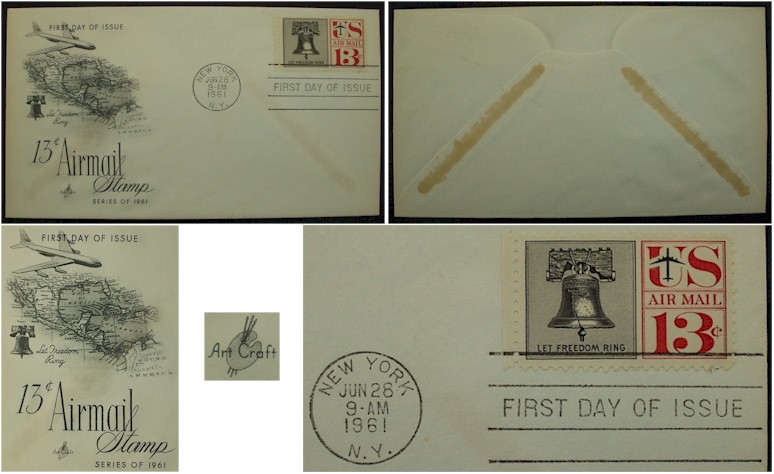 FIRST DAY OF ISSUE
Let Freedom
Ring
13¢ Airmail
Stamp
ArtCraft
SERIES OF 1961
NEW YORK
JUN 28
9-AM
1961
N.Y.
LET FREEDOM RING
US
AIR MAIL
13¢
FIRST DAY OF ISSUE
FIRST DAY OF ISSUE
Let Freedom
Ring
13¢ Airmail
Stamp
ArtCraft
SERIES OF 1961
Art Craft
LET FREEDOM RING
US
AIR MAIL
13¢
NEW YORK
JUN 28
9-AM
1961
N.Y.
FIRST DAY OF ISSUE